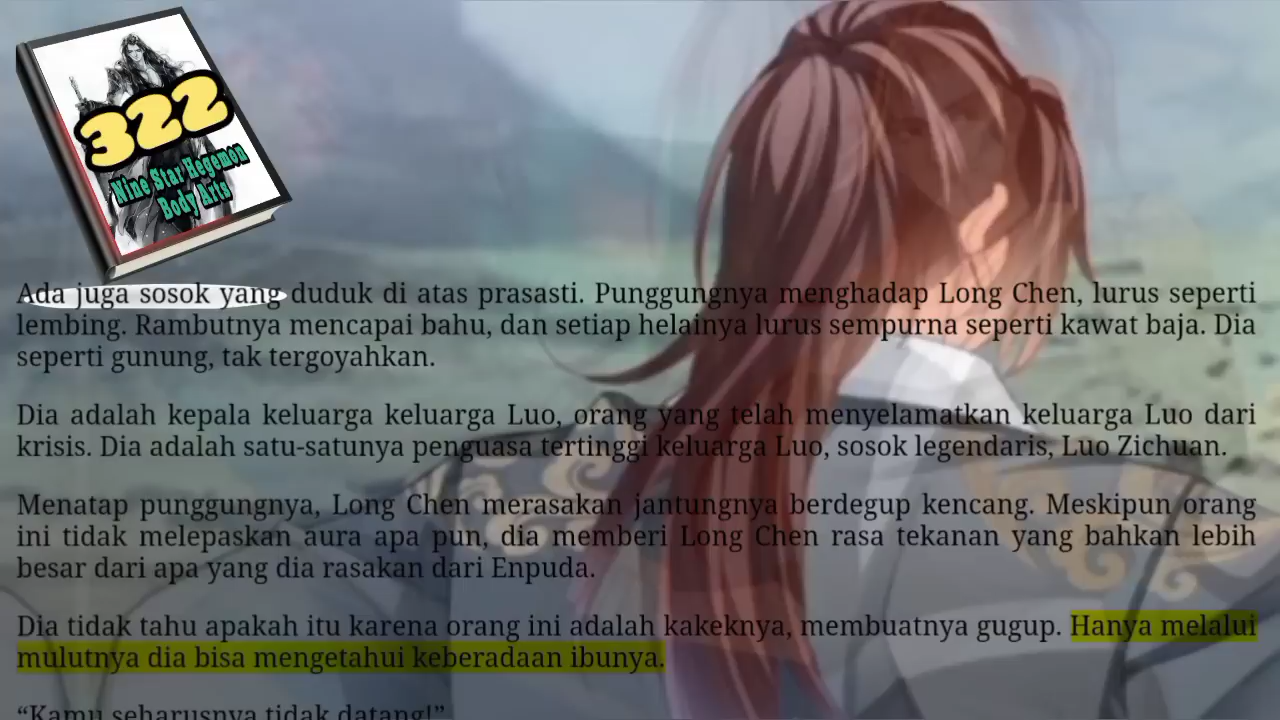 322
Nine Star Hegemon
Body Arts
Ada juga sosok yang duduk di atas prasasti. Punggungnya menghadap Long Chen, lurus seperti
lembing. Rambutnya mencapai bahu, dan setiap helainya lurus sempurna seperti kawat baja. Dia
seperti gunung, tak tergoyahkan.
Dia adalah kepala keluarga keluarga Luo, orang yang telah menyelamatkan keluarga Luo dari
krisis. Dia adalah satu-satunya penguasa tertinggi keluarga Luo, sosok legendaris, Luo Zichuan.
Menatap punggungnya, Long Chen merasakan jantungnya berdegup kencang. Meskipun orang
ini tidak melepaskan aura apa pun, dia memberi Long Chen rasa tekanan yang bahkan lebih
besar dari apa yang dia rasakan dari Enpuda.
Dia tidak tahu apakah itu karena orang ini adalah kakeknya, membuatnya gugup. Hanya melalui
mulutnya dia bisa mengetahui keberadaan ibunya.
“Kamu seharusnya tidak datang!”